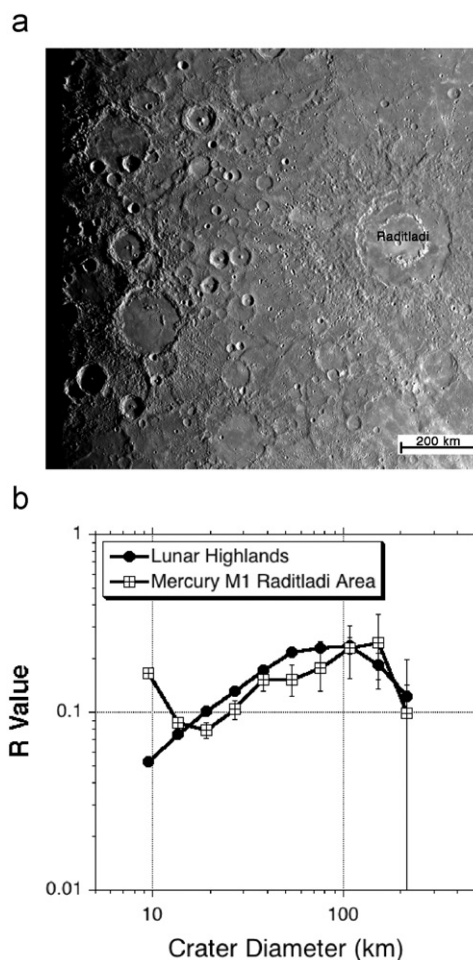 a
Raditladi
200 km
b
1
Lunar Highlands
Mercury M1 Raditladi Area
0.1
R Value
0.01
10
100
Crater Diameter (km)